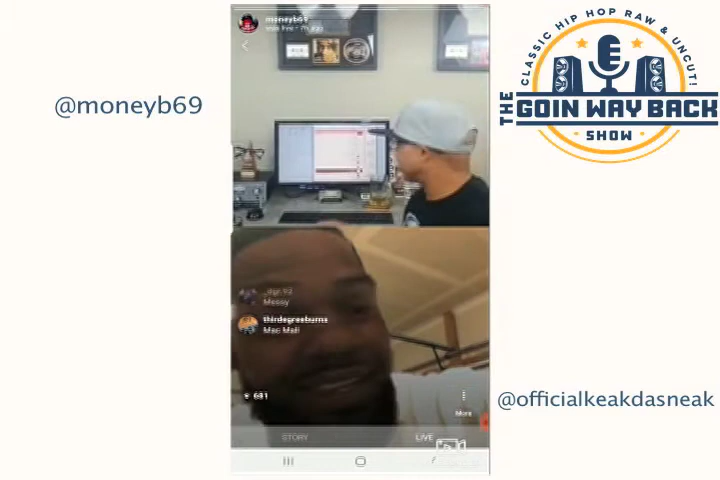 moneyb69
@moneyb69
CLASSIC HIP HOP RAW & UNCUT!
THE
GOIN WAY BACK
SHOW
Messy
thirdegreeburns
Mac Mall
681
More
@officialkeakdasneak
STORY
LIVE